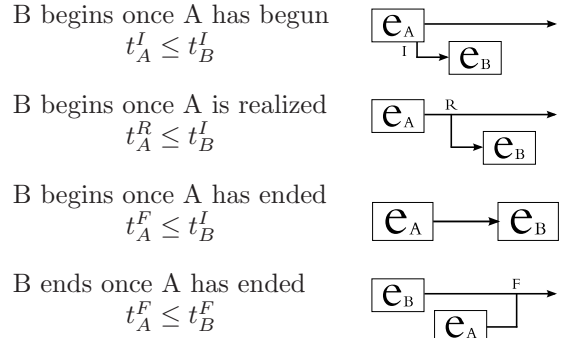 B begins once A has begun
t_A^I ≤ t_B^I
e_A
I
e_B
B begins once A is realized
t_A^R ≤ t_B^I
e_A
R
e_B
B begins once A has ended
t_A^F ≤ t_B^I
e_A
e_B
B ends once A has ended
t_A^F ≤ t_B^F
e_B
F
e_A